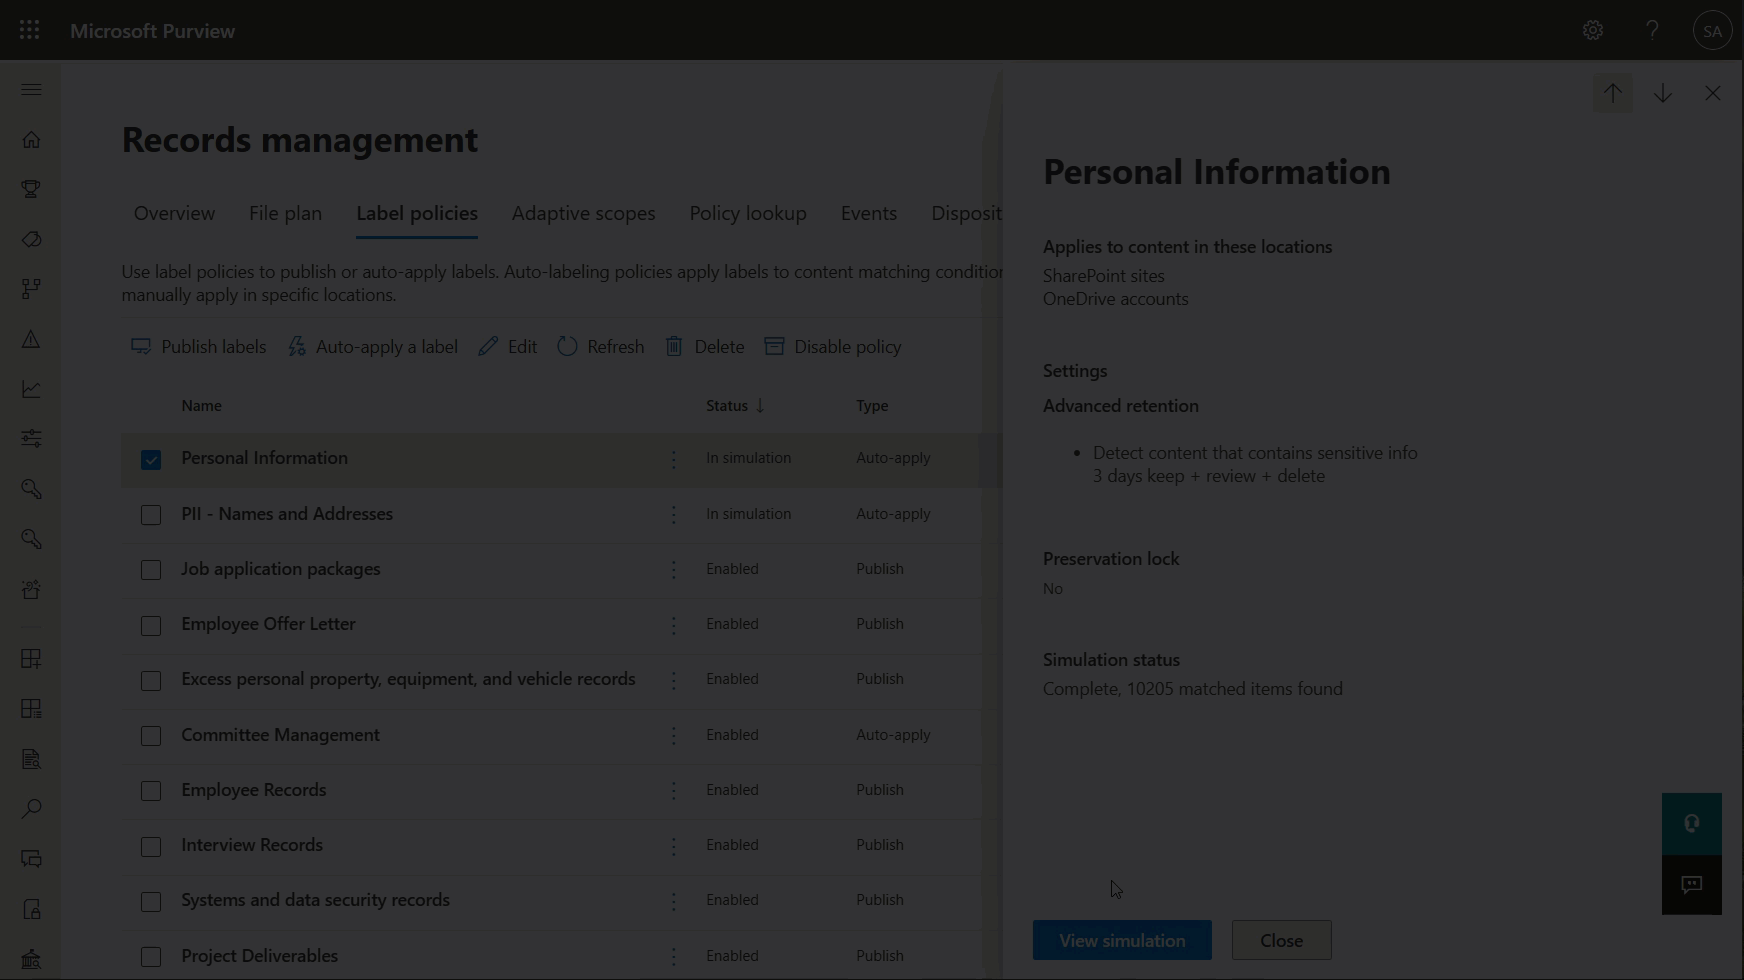 Microsoft Purview
SA
Records management
Overview File plan Label policies Adaptive scopes Policy lookup Events Disposit
Use label policies to publish or auto-apply labels. Auto-labeling policies apply labels to content matching condition
manually apply in specific locations.
Publish labels Auto-apply a label Edit Refresh Delete Disable policy
Name Status Type
Personal Information In simulation Auto-apply
PII - Names and Addresses In simulation Auto-apply
Job application packages Enabled Publish
Employee Offer Letter Enabled Publish
Excess personal property, equipment, and vehicle records Enabled Publish
Committee Management Enabled Auto-apply
Employee Records Enabled Publish
Interview Records Enabled Publish
Systems and data security records Enabled Publish
Project Deliverables Enabled Publish
Personal Information
Applies to content in these locations
SharePoint sites
OneDrive accounts
Settings
Advanced retention
• Detect content that contains sensitive info
3 days keep + review + delete
Preservation lock
No
Simulation status
Complete, 10205 matched items found
View simulation Close